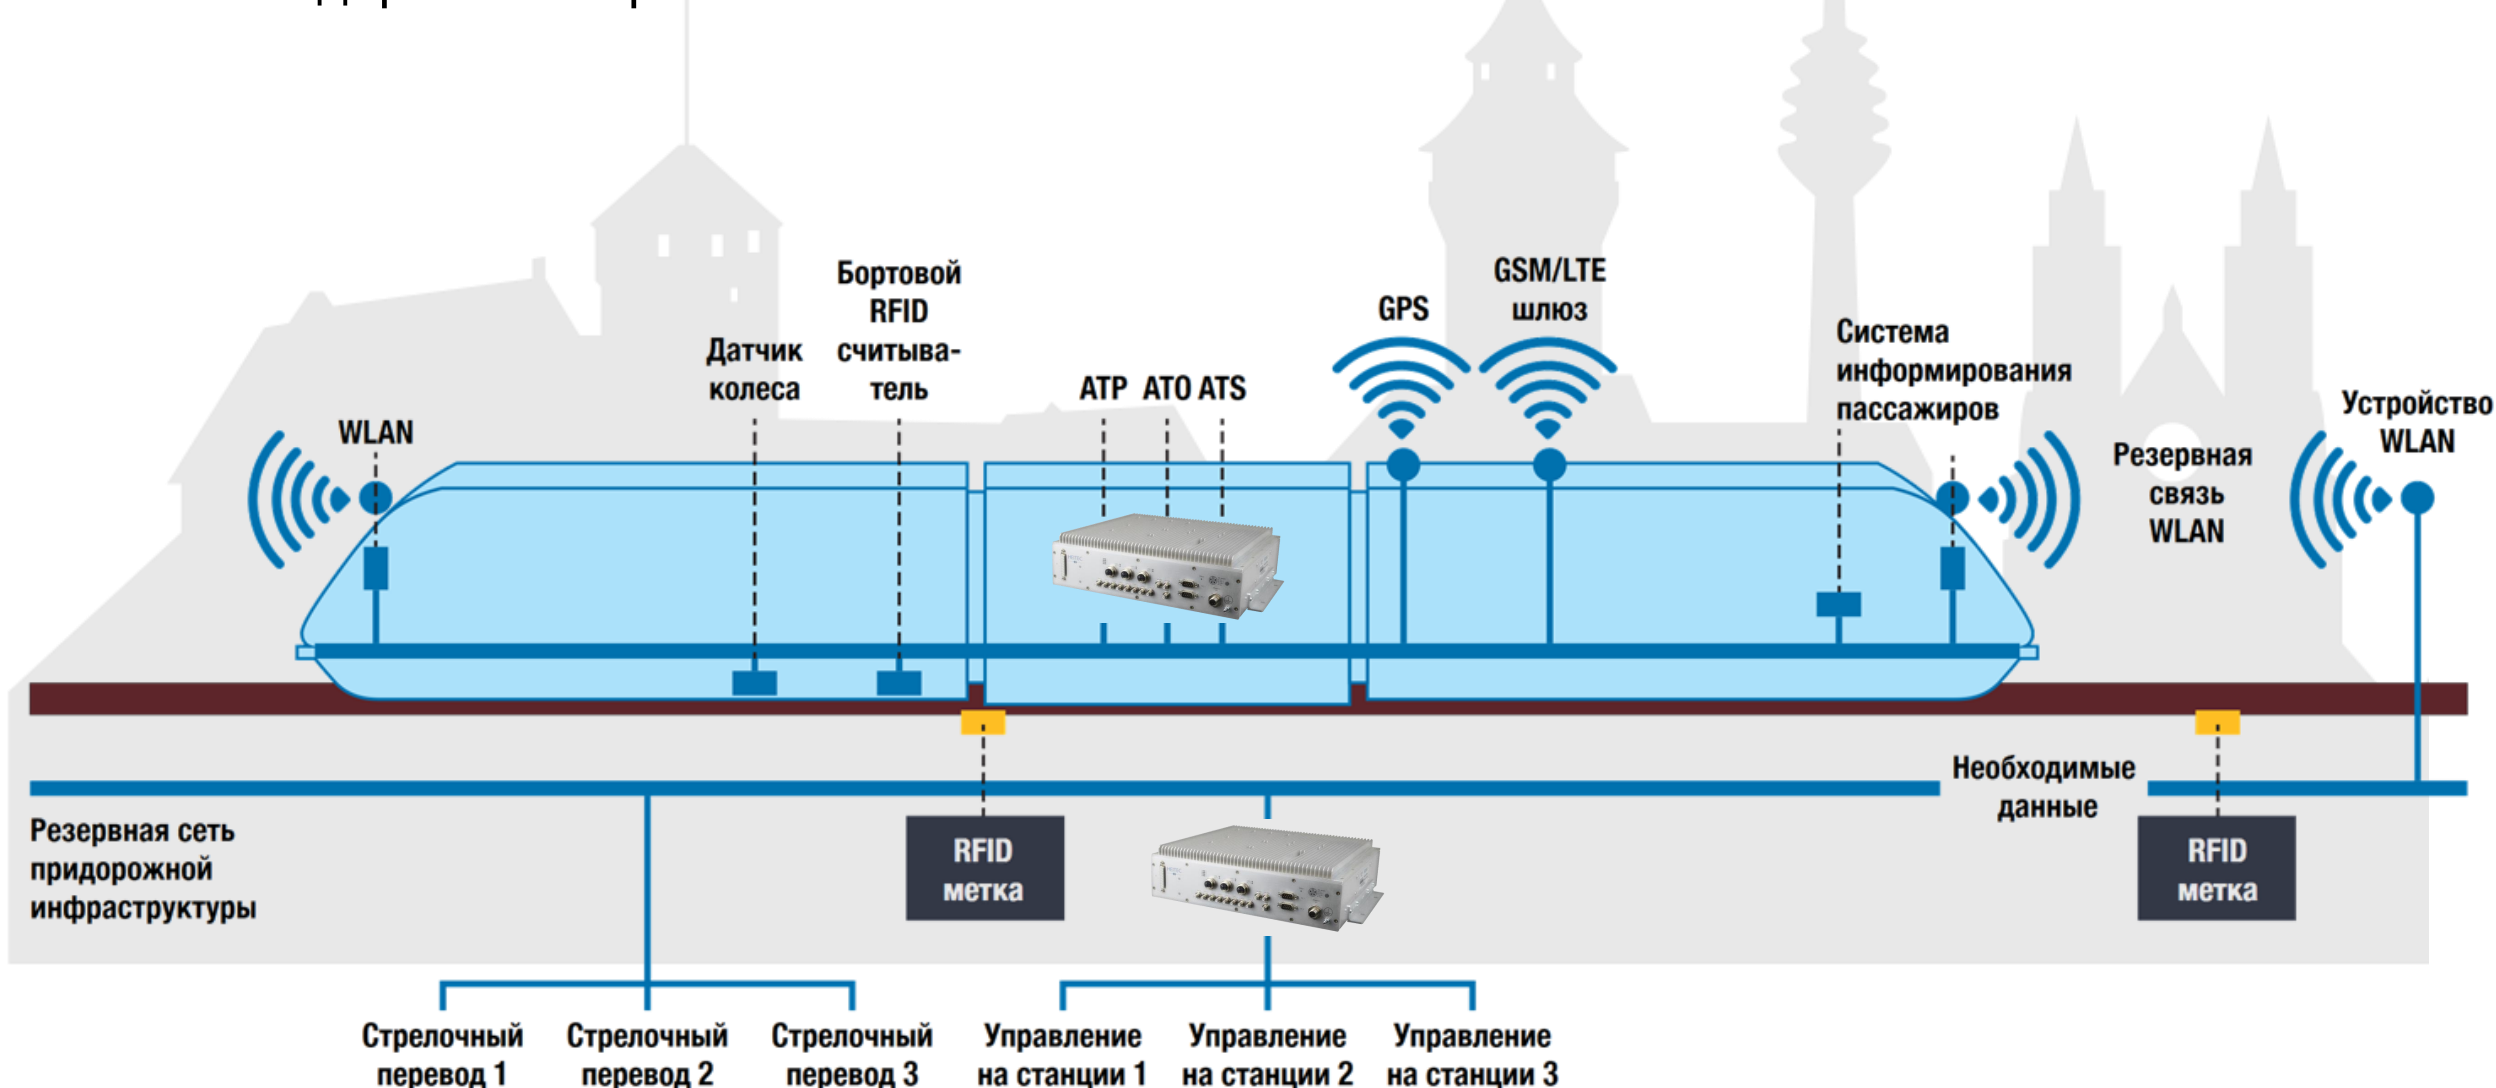 Бортовой
RFID
считыва-
тель
Датчик
колеса
WLAN
ATP ATO ATS
GPS
GSM/LTE
шлюз
Система
информирования
пассажиров
Резервная
связь
WLAN
Устройство
WLAN
Необходимые
данные
Резервная сеть
придорожной
инфраструктуры
RFID
метка
RFID
метка
Стрелочный
перевод 1
Стрелочный
перевод 2
Стрелочный
перевод 3
Управление
на станции 1
Управление
на станции 2
Управление
на станции 3